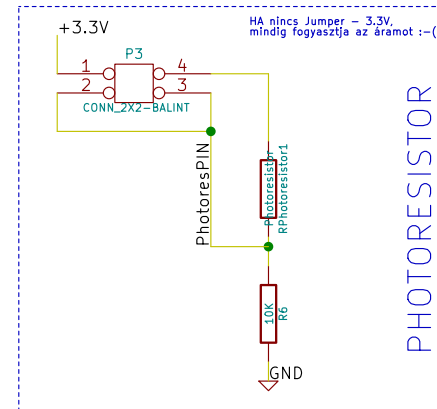 HA nincs Jumper - 3.3V,
mindig fogyasztja az áramot :-(
+3.3V
P3
1
4
2
3
CONN_2X2-BALINT
PhotoresPIN
Photoresistor
RPhotoresistor1
PHOTORESISTOR
10K
R6
GND